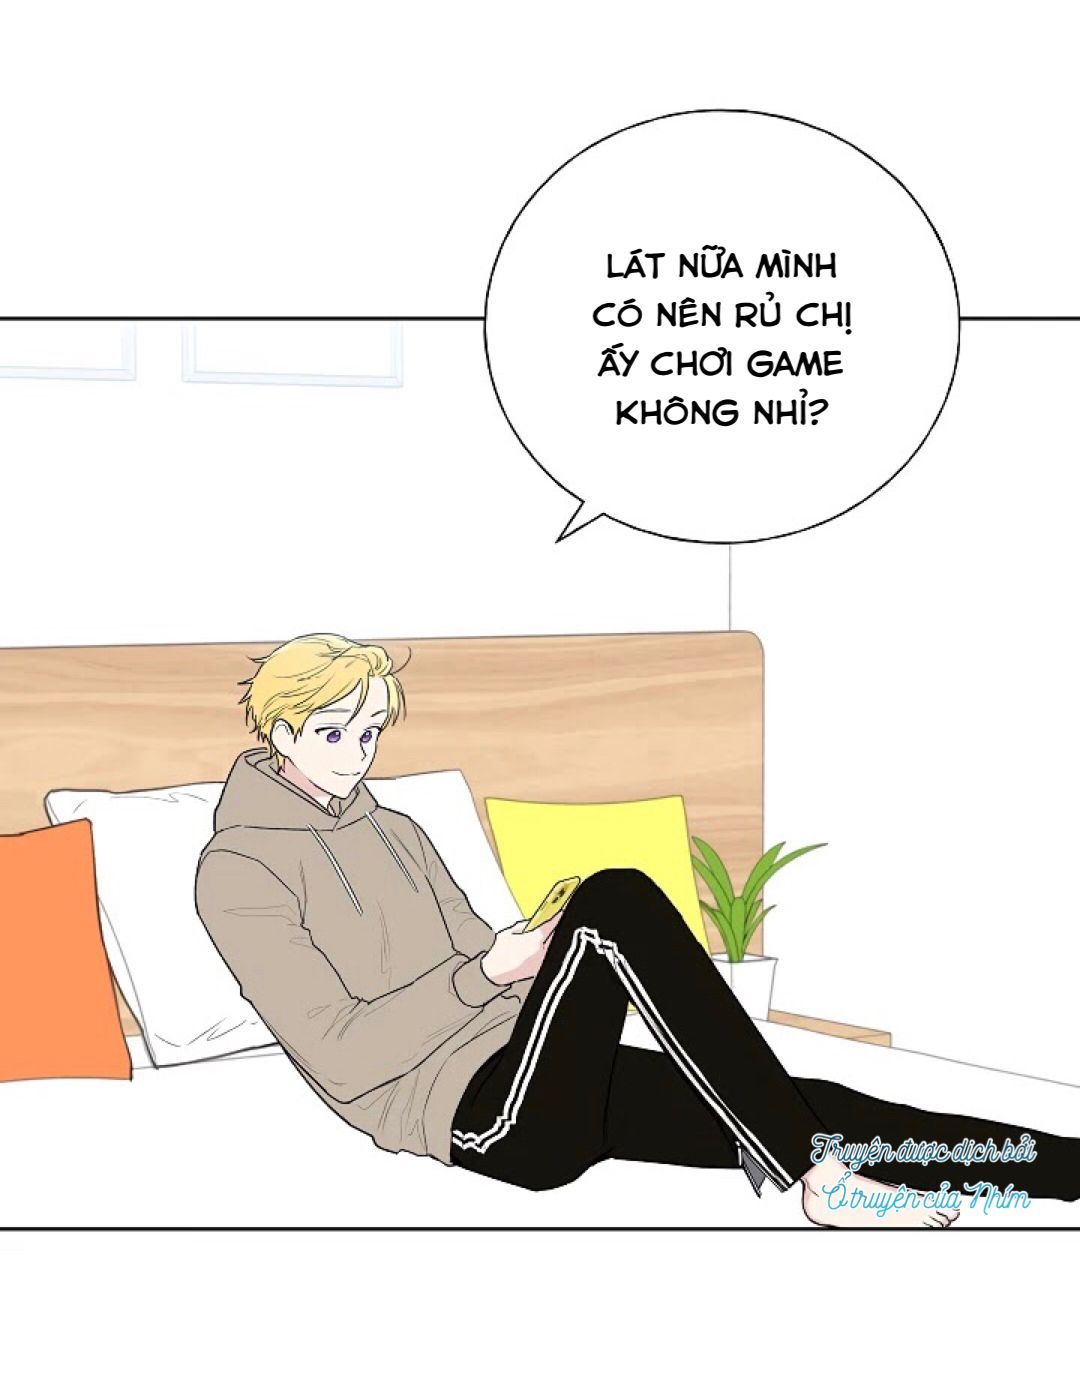 LÁT NỮA MÌNH
CÓ NÊN RỦ CHỊ
ẤY CHƠI GAME
KHÔNG NHỈ?
Truyện được dịch bởi
Ổ truyện của Nhím